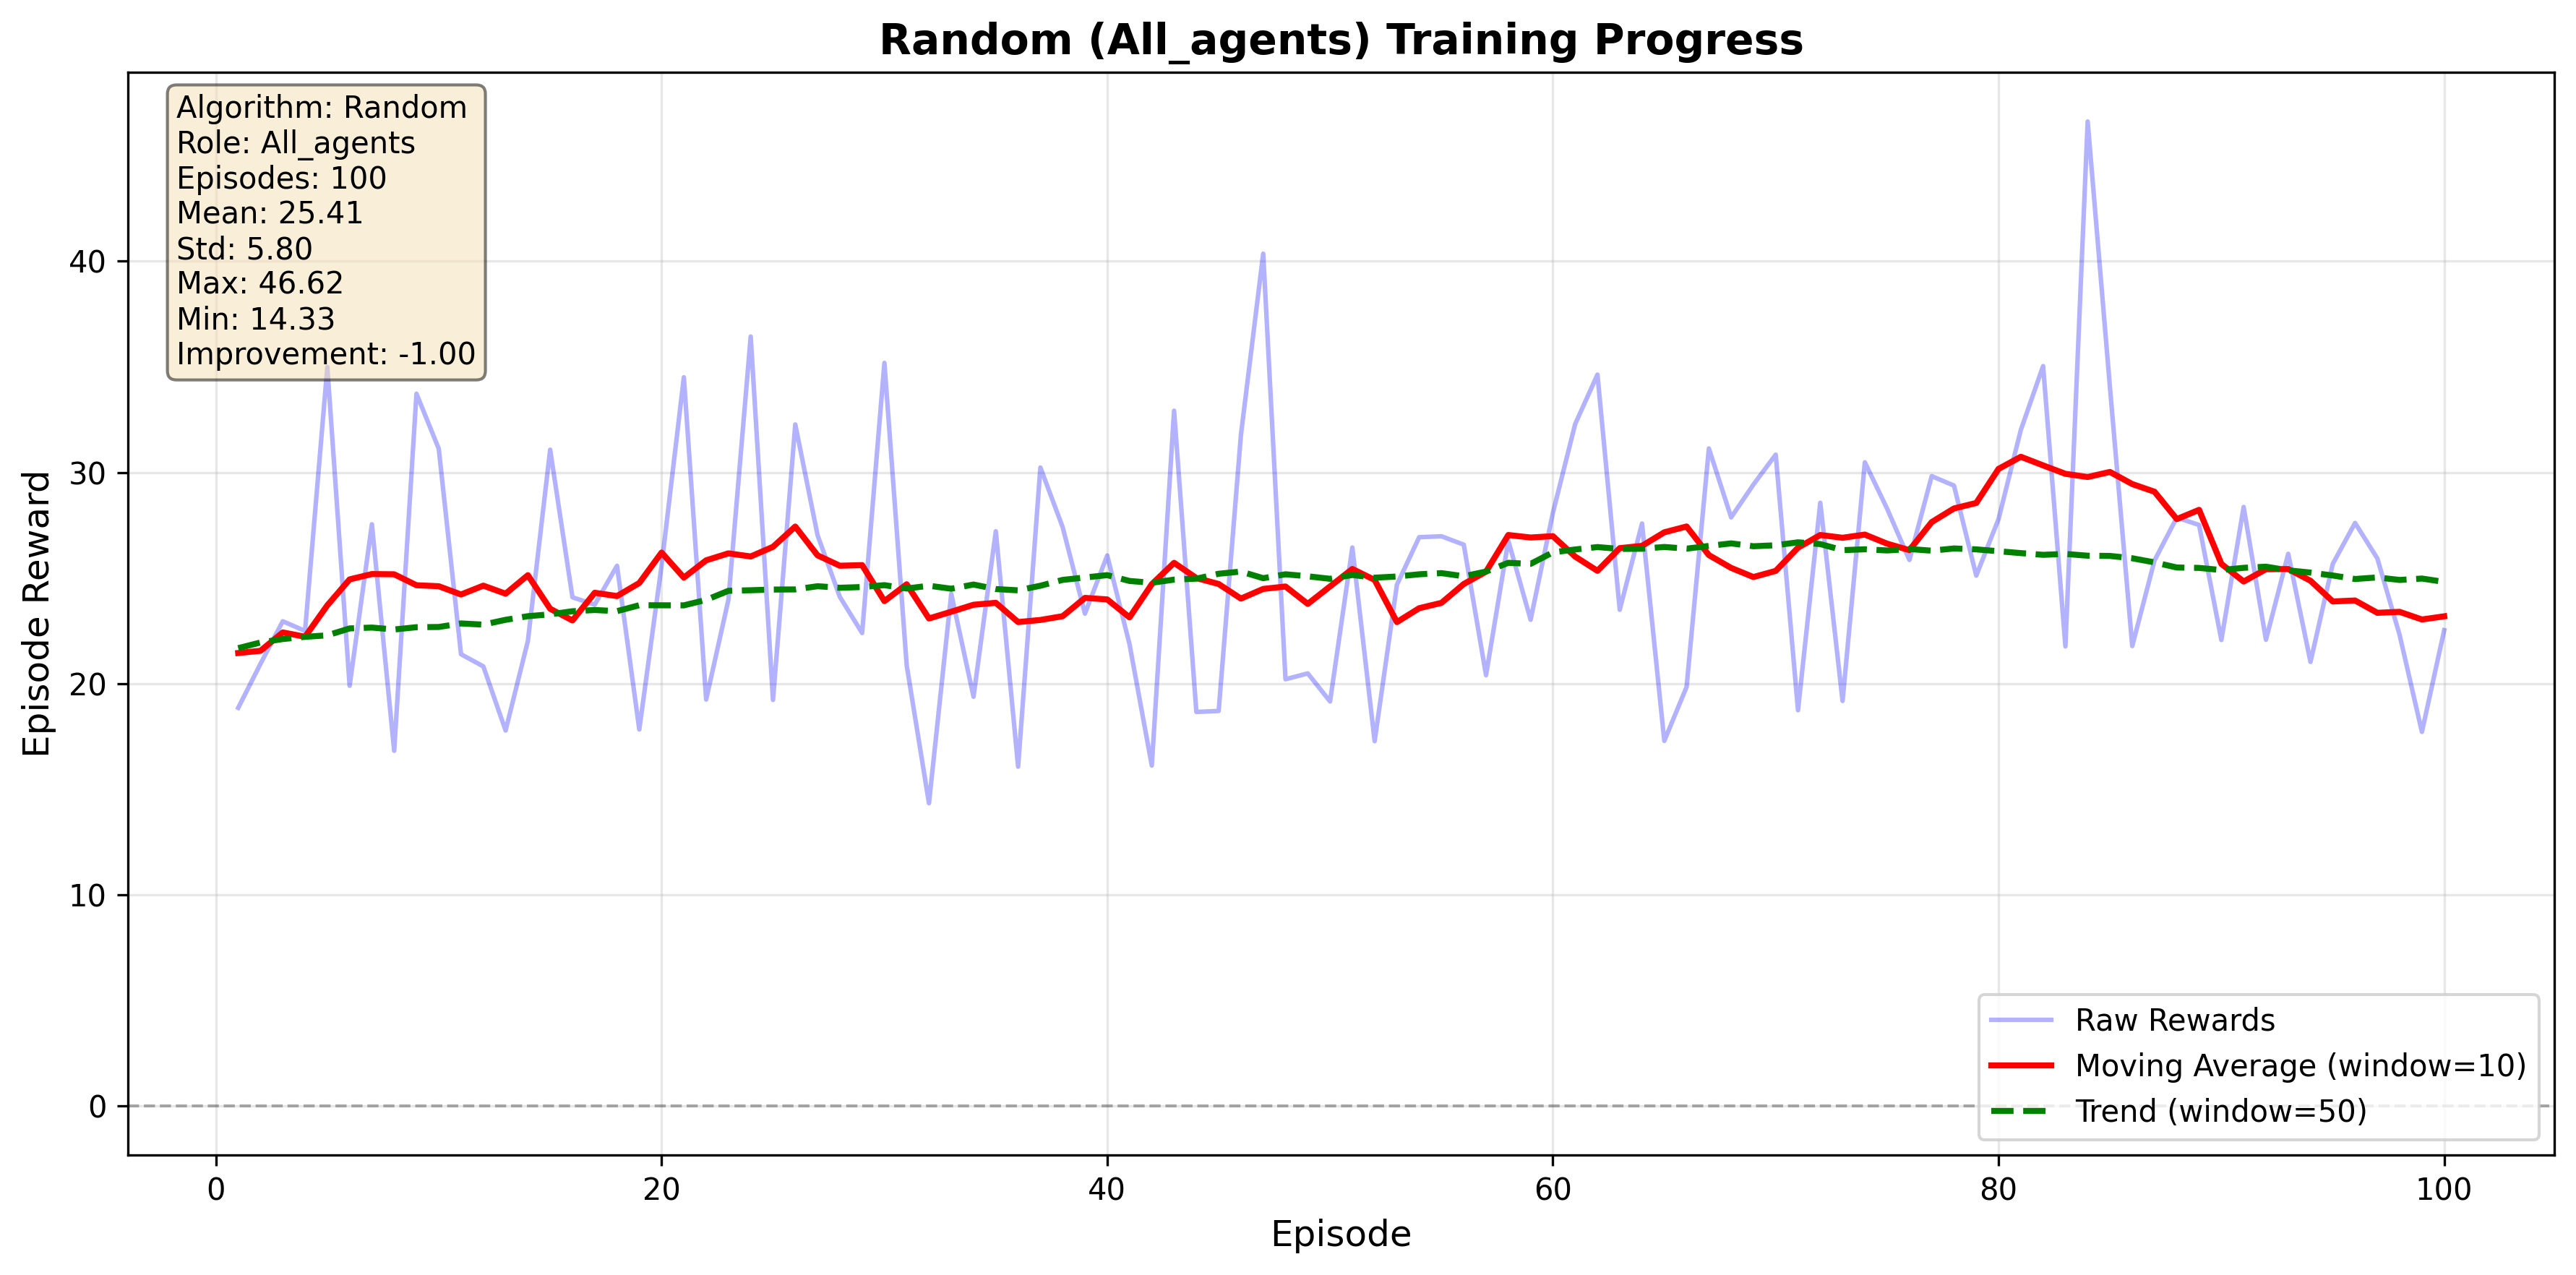 Random (All_agents) Training Progress
Algorithm: Random
Role: All_agents
Episodes: 100
Mean: 25.41
Std: 5.80
Max: 46.62
Min: 14.33
Improvement: -1.00
Episode Reward
40
30
20
10
0
Raw Rewards
Moving Average (window=10)
Trend (window=50)
0 20 40 60 80 100
Episode